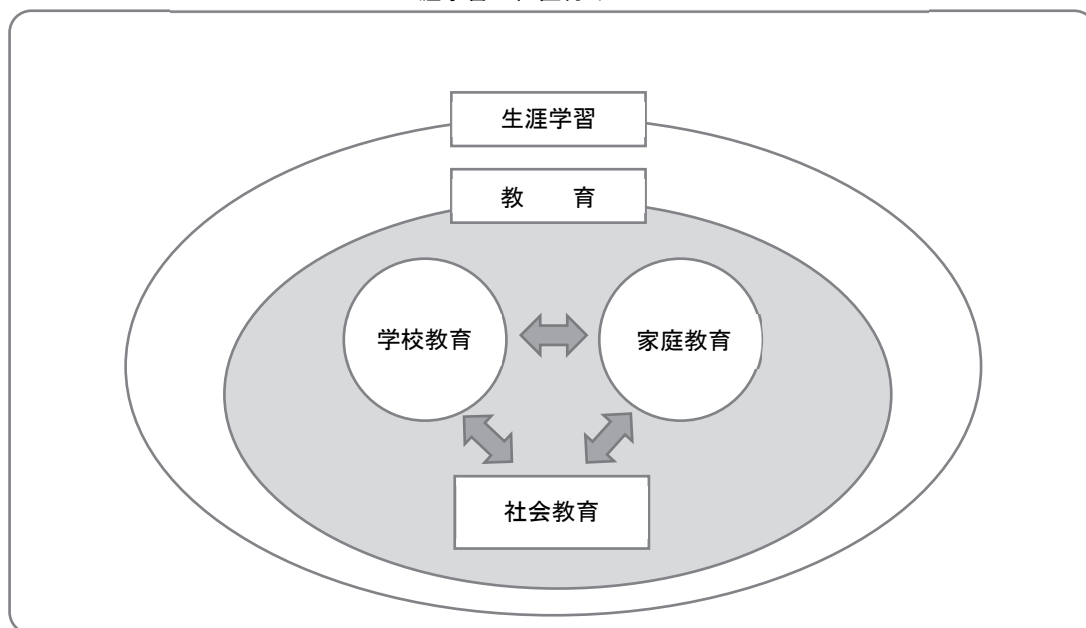 生涯学習
教　　育
学校教育
家庭教育
社会教育